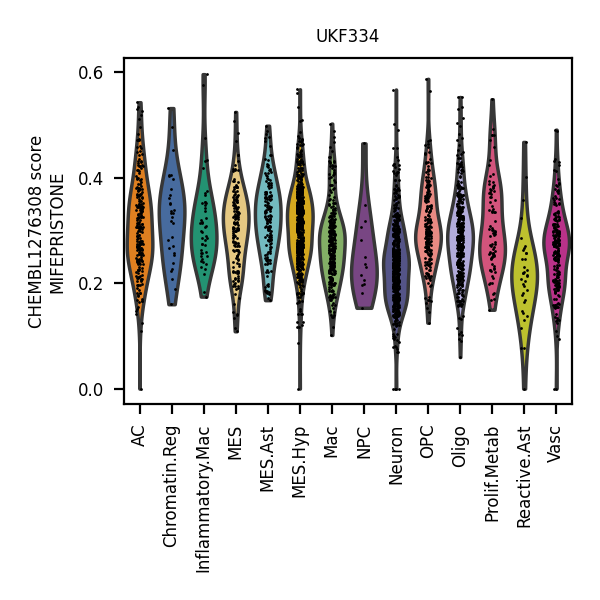 UKF334
CHEMBL1276308 score
MIFEPRISTONE
0.6
0.4
0.2
0.0
AC
Chromatin.Reg
Inflammatory.Mac
MES
MES.Ast
MES.Hyp
Mac
NPC
Neuron
OPC
Oligo
Prolif.Metab
Reactive.Ast
Vasc